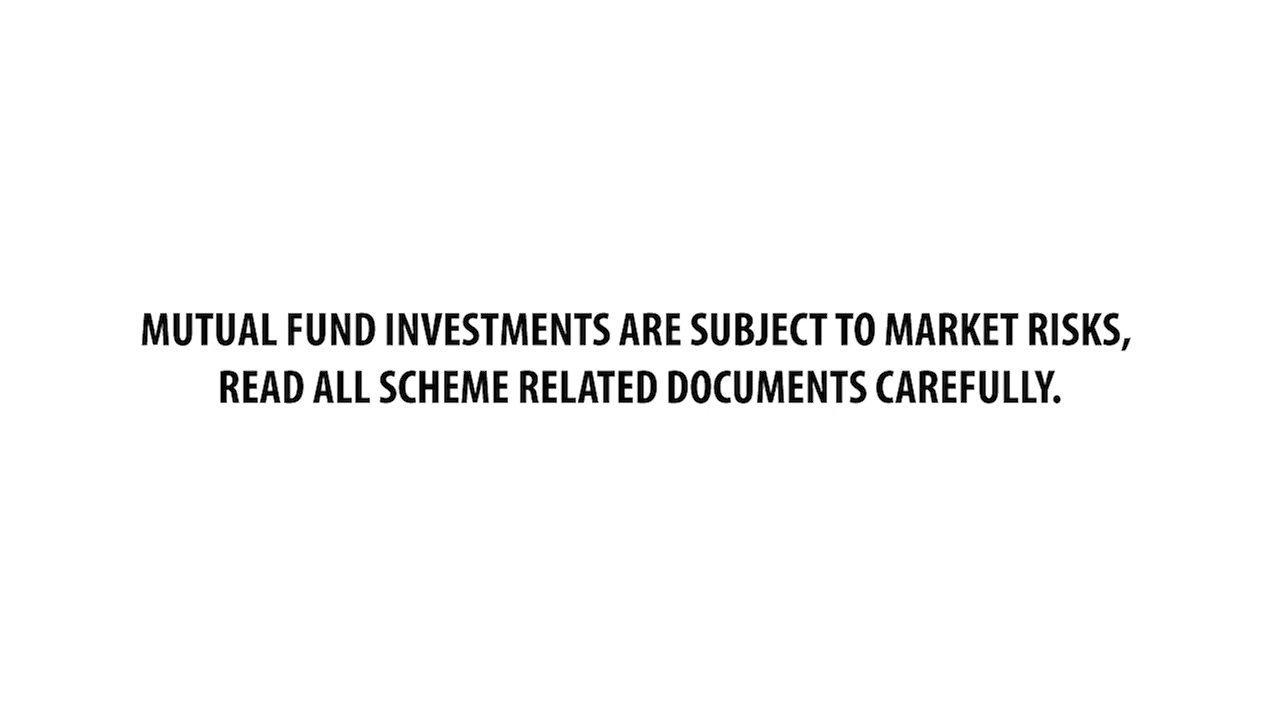 MUTUAL FUND INVESTMENTS ARE SUBJECT TO MARKET RISKS,
READ ALL SCHEME RELATED DOCUMENTS CAREFULLY.